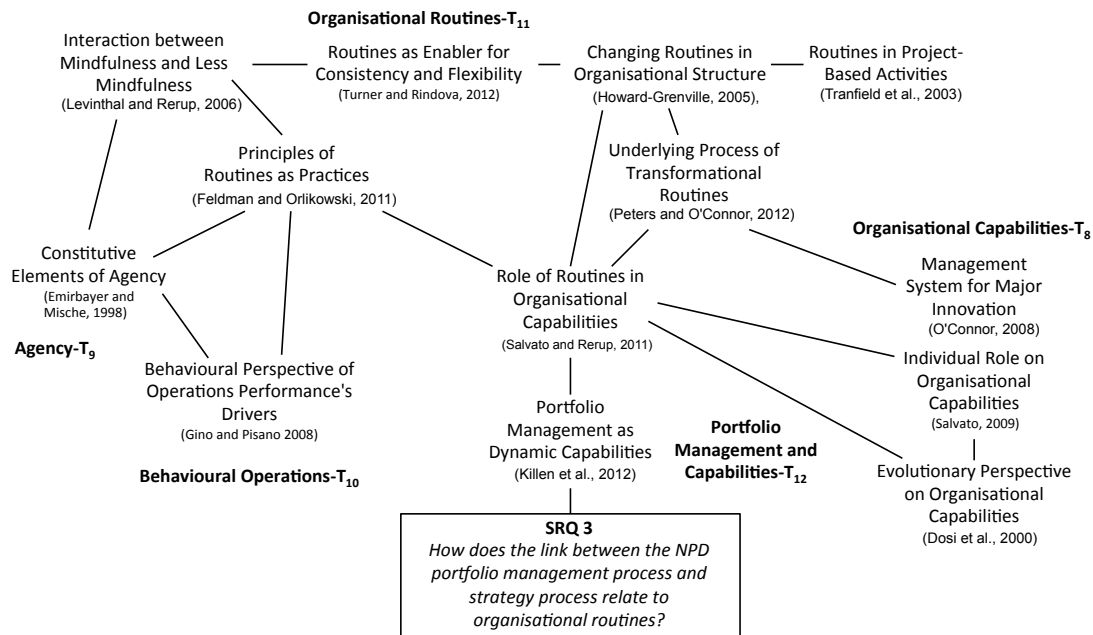 Organisational Routines-T11
Interaction between
Mindfulness and Less
Mindfulness
(Levinthal and Rerup, 2006)
Routines as Enabler for
Consistency and Flexibility
(Turner and Rindova, 2012)
Changing Routines in
Organisational Structure
(Howard-Grenville, 2005),
Routines in Project-
Based Activities
(Tranfield et al., 2003)
Principles of
Routines as Practices
(Feldman and Orlikowski, 2011)
Underlying Process of
Transformational
Routines
(Peters and O'Connor, 2012)
Organisational Capabilities-T8
Constitutive
Elements of Agency
(Emirbayer and
Mische, 1998)
Agency-T9
Role of Routines in
Organisational
Capabilities
(Salvato and Rerup, 2011)
Management
System for Major
Innovation
(O'Connor, 2008)
Behavioural Perspective of
Operations Performance's
Drivers
(Gino and Pisano 2008)
Behavioural Operations-T10
Individual Role on
Organisational
Capabilities
(Salvato, 2009)
Portfolio
Management as
Dynamic Capabilities
(Killen et al., 2012)
Portfolio
Management and
Capabilities-T12
Evolutionary Perspective
on Organisational
Capabilities
(Dosi et al., 2000)
SRQ 3
How does the link between the NPD
portfolio management process and
strategy process relate to
organisational routines?